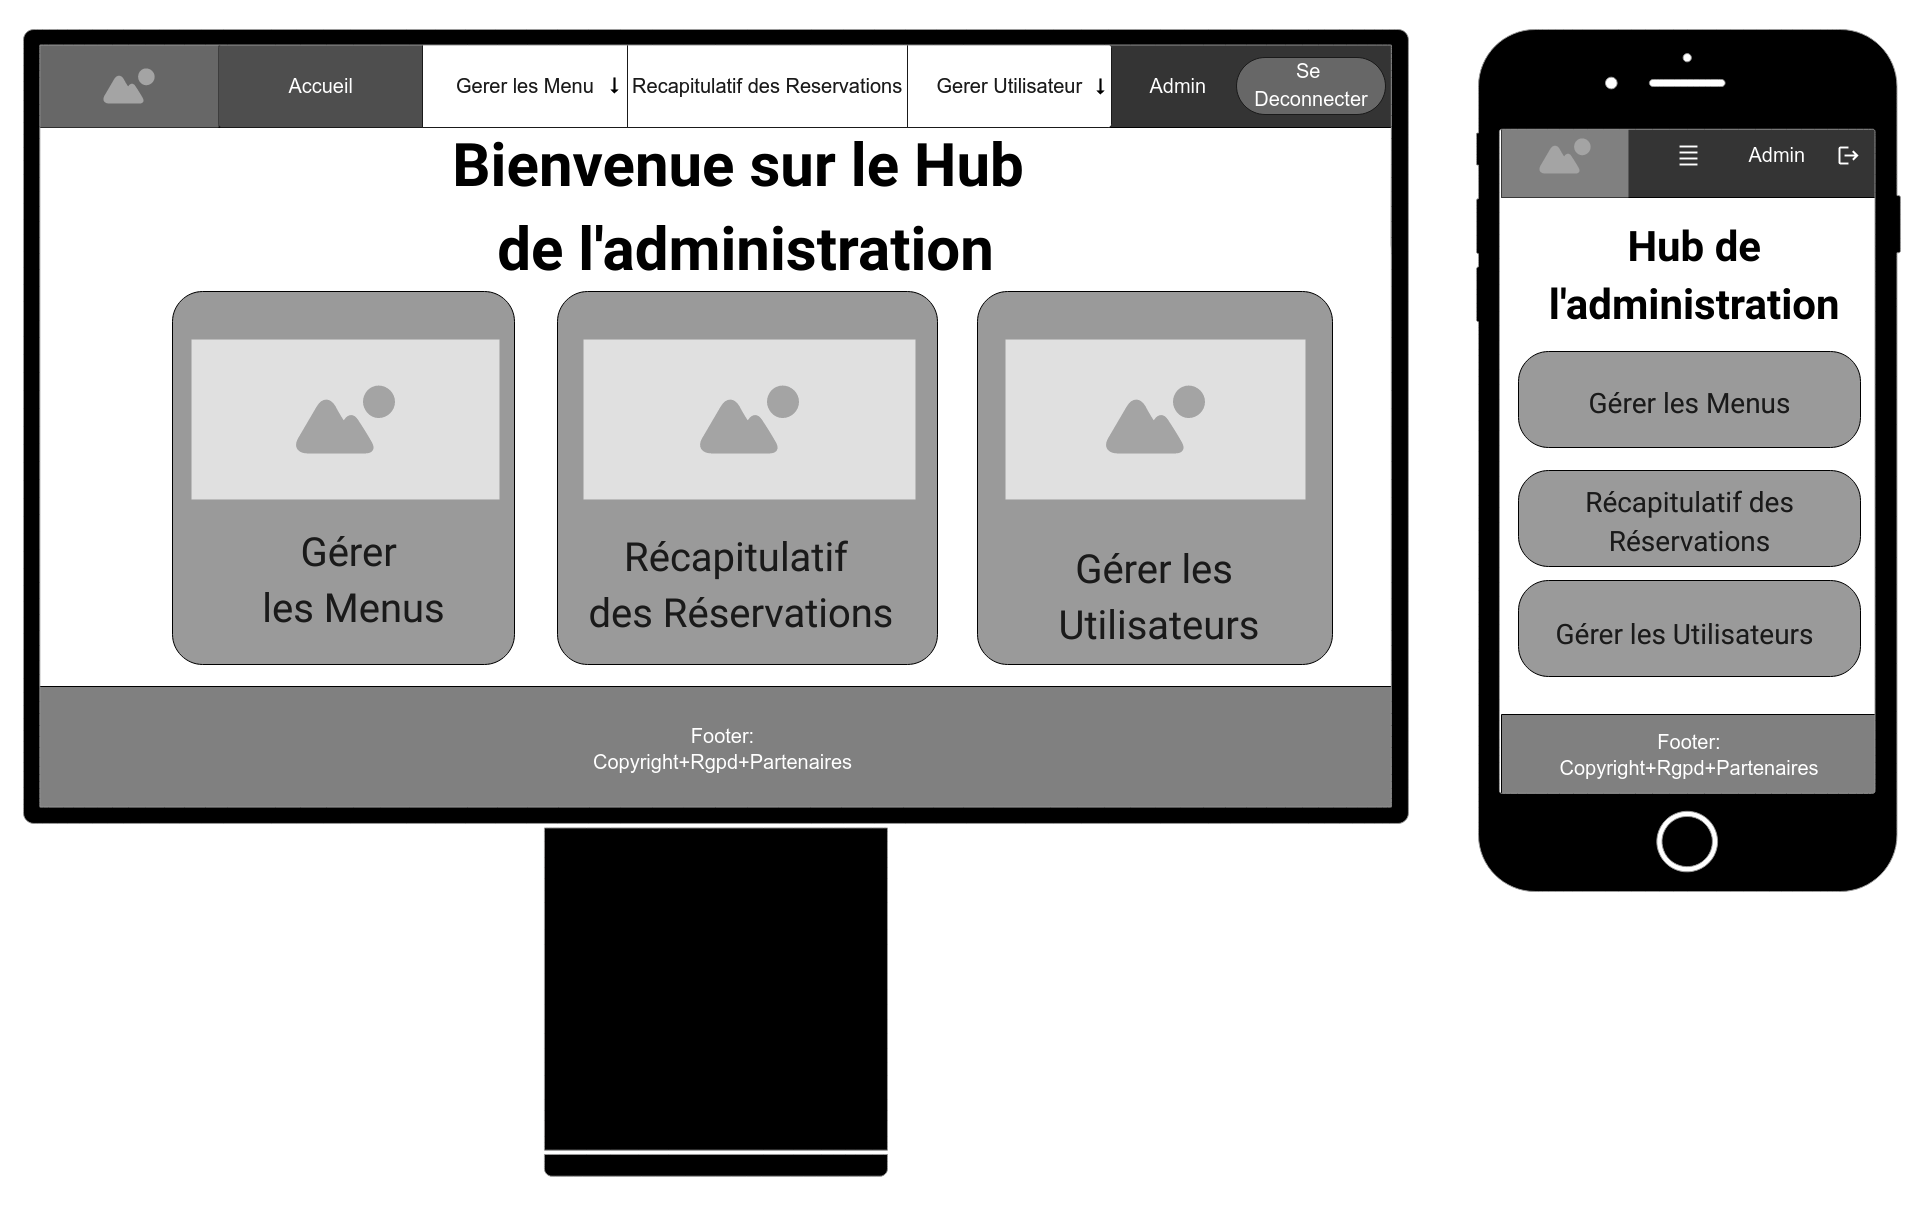 Accueil
Gerer les Menu ↓
Recapitulatif des Reservations
Gerer Utilisateur ↓
Admin
Se
Deconnecter
Bienvenue sur le Hub
de l'administration
Gérer
les Menus
Récapitulatif
des Réservations
Gérer les
Utilisateurs
Footer:
Copyright+Rgpd+Partenaires
Admin
Hub de
l'administration
Gérer les Menus
Récapitulatif des
Réservations
Gérer les Utilisateurs
Footer:
Copyright+Rgpd+Partenaires